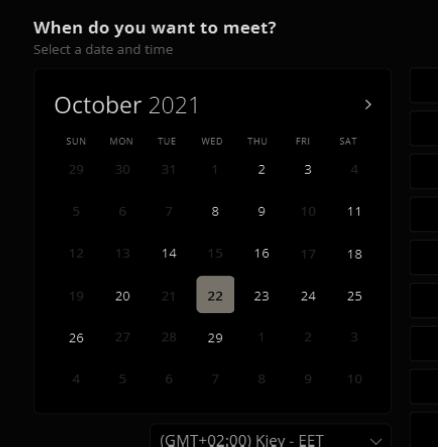 When do you want to meet?
Select a date and time
October 2021
SUN MON TUE WED THU FRI SAT
29 30 31 1 2 3 4
5 6 7 8 9 10 11
12 13 14 15 16 17 18
19 20 21 22 23 24 25
26 27 28 29 1 2 3
4 5 6 7 8 9 10
(GMT+02:00) Kiev - EET